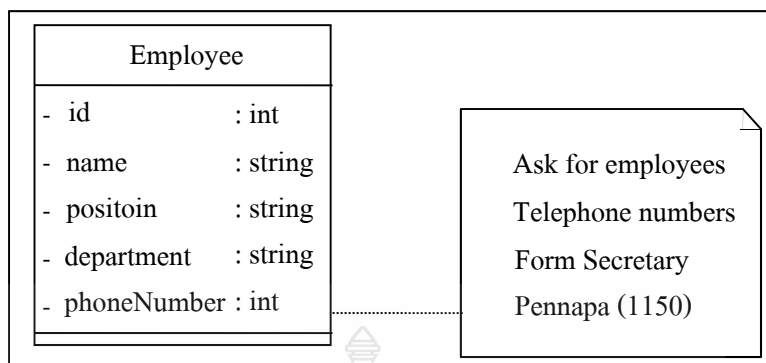 Employee
- id : int
- name : string
- positoin : string
- department : string
- phoneNumber : int
Ask for employees
Telephone numbers
Form Secretary
Pennapa (1150)